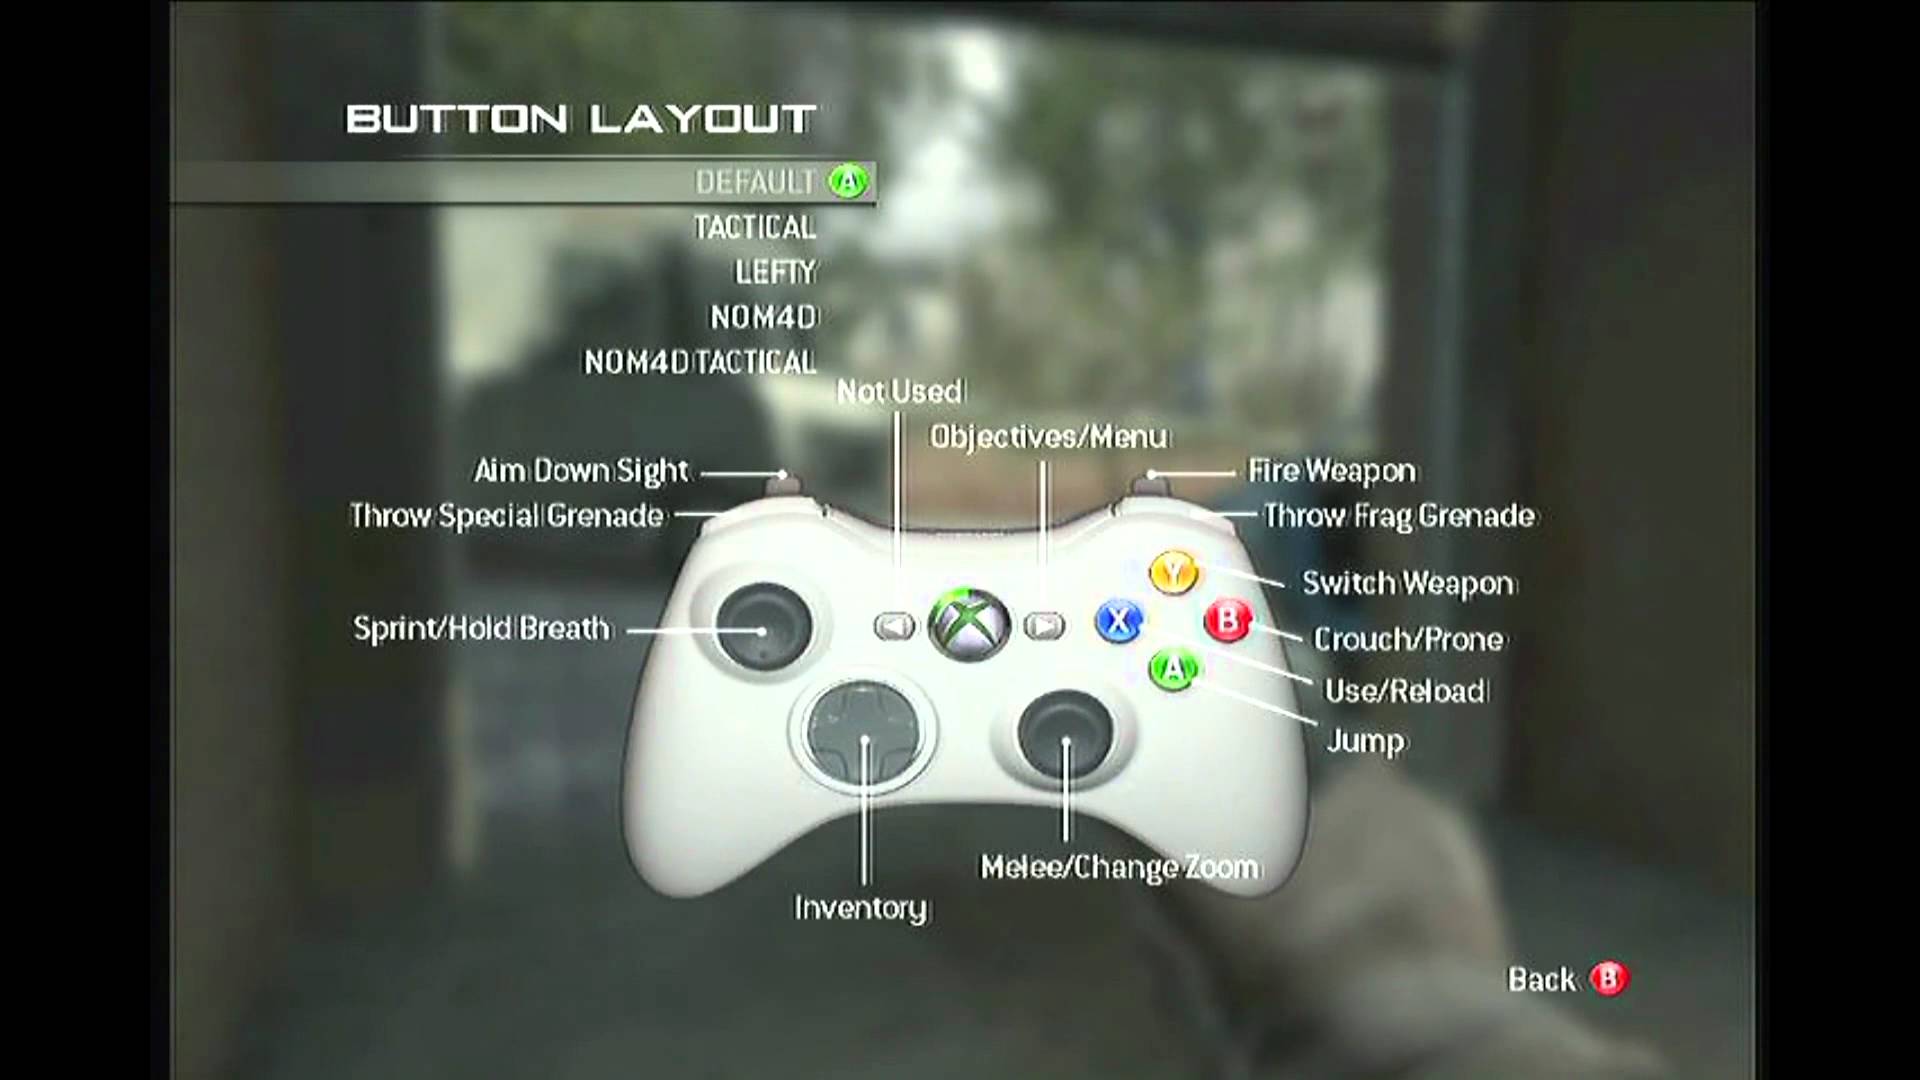 BUTTON LAYOUT
DEFAULT A
TACTICAL
LEFTY
NOM4D
NOM4D TACTICAL
Not Used
Objectives/Menu
Aim Down Sight
Fire Weapon
Throw Special Grenade
Throw Frag Grenade
Y
Switch Weapon
Sprint/Hold Breath
X
B
Crouch/Prone
A
Use/Reload
Jump
Melee/Change Zoom
Inventory
Back B